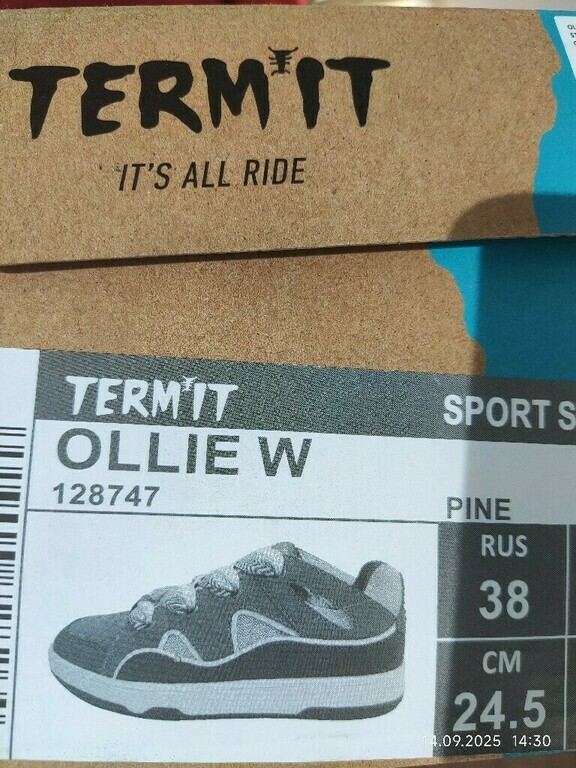 TERMIT
IT'S ALL RIDE
TERMIT
SPORT S
OLLIE W
128747
PINE
RUS
38
CM
24.5
14.09.2025 14:30